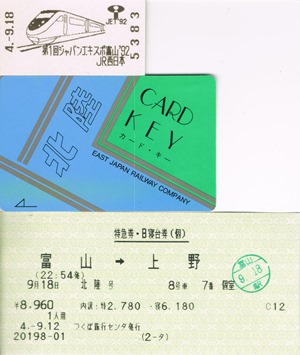 JET '92
4.-9.18
第1回ジャパンエキスポ富山'92
JR西日本
5383
北陸
CARD
KEY
カード・キー
EAST JAPAN RAILWAY COMPANY
特急券・B寝台券(個)
富山 → 上野
(22:54発)
9月18日 北陸 号 8号車 7番 個室
¥8,960 内訳:特2,780・寝6,180 C12
1人用
4.-9.12 つくば旅行センタ発行
20198-01 (2-タ)
富山
9.18
駅